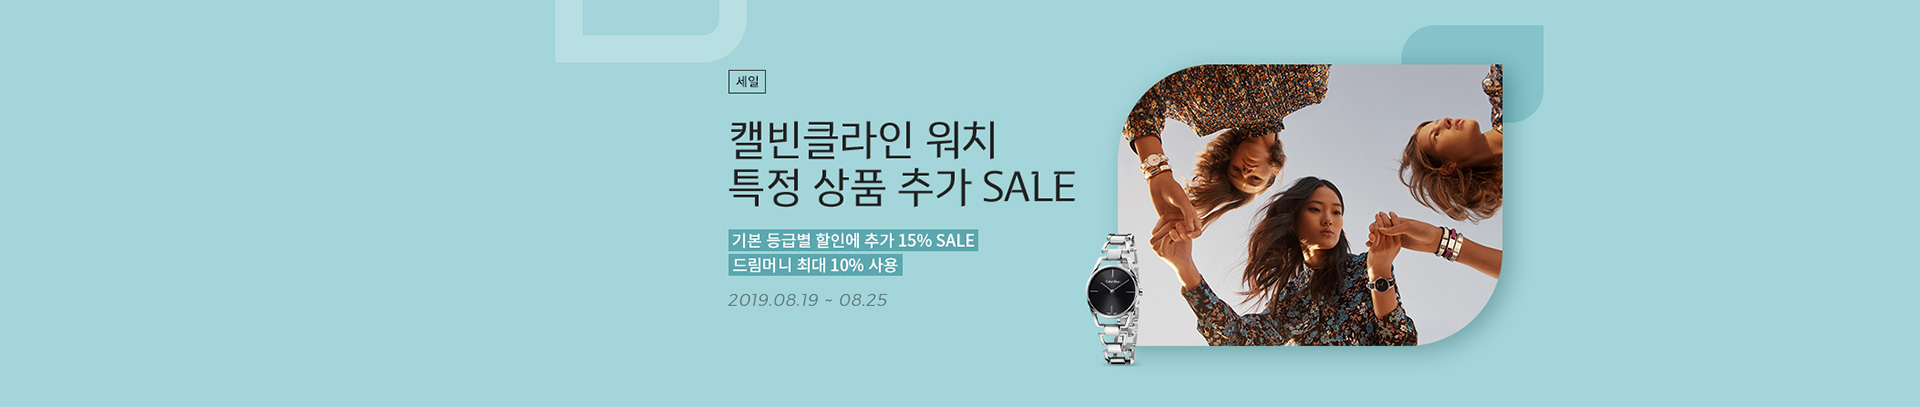 세일
캘빈클라인 워치
특정 상품 추가 SALE
기본 등급별 할인에 추가 15% SALE
드림머니 최대 10% 사용
2019.08.19 ~ 08.25